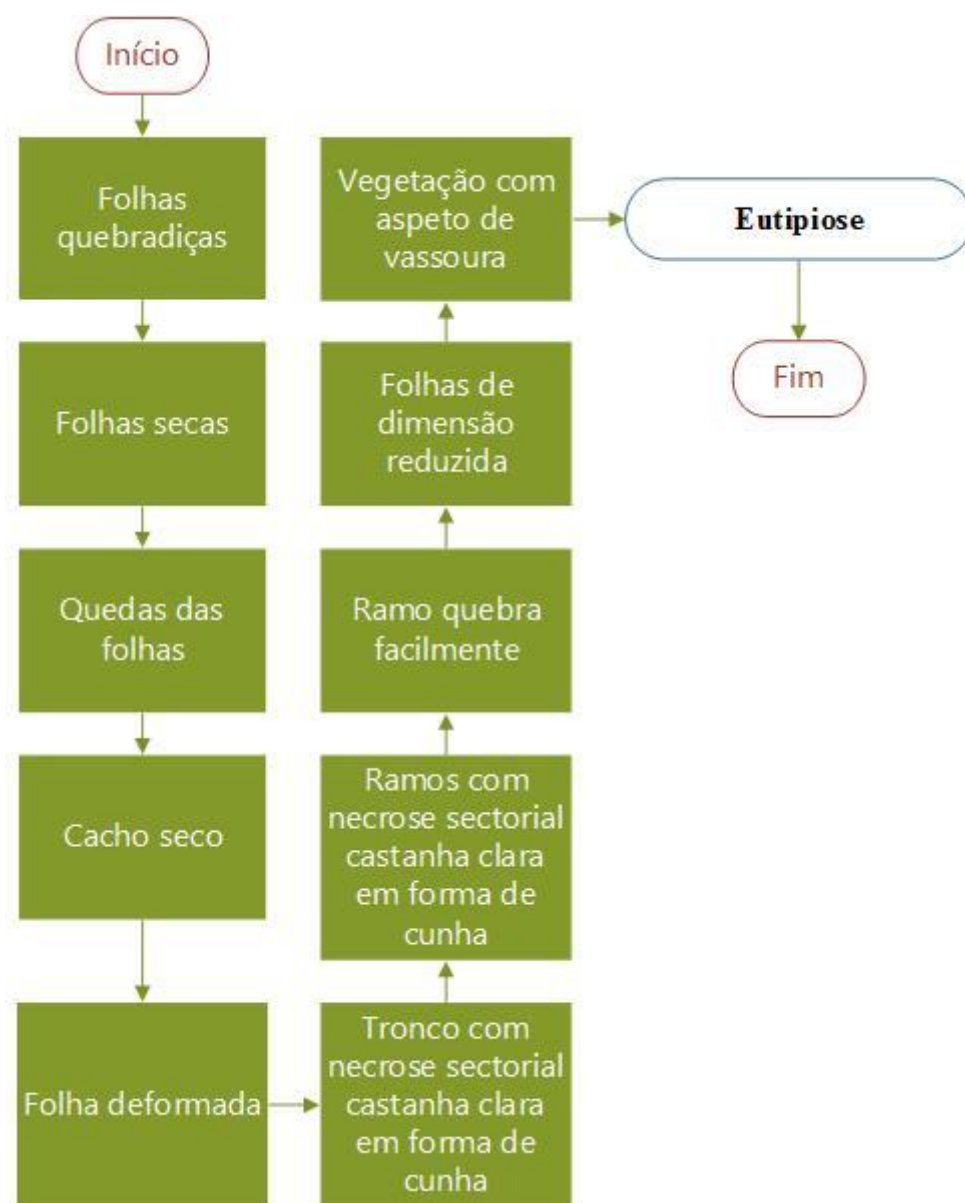 Início
Folhas
quebradiças
Folhas secas
Quedas das
folhas
Cacho seco
Folha deformada
Tronco com
necrose sectorial
castanha clara
em forma de
cunha
Ramos com
necrose sectorial
castanha clara
em forma de
cunha
Ramo quebra
facilmente
Folhas de
dimensão
reduzida
Vegetação com
aspeto de
vassoura
Eutipiose
Fim